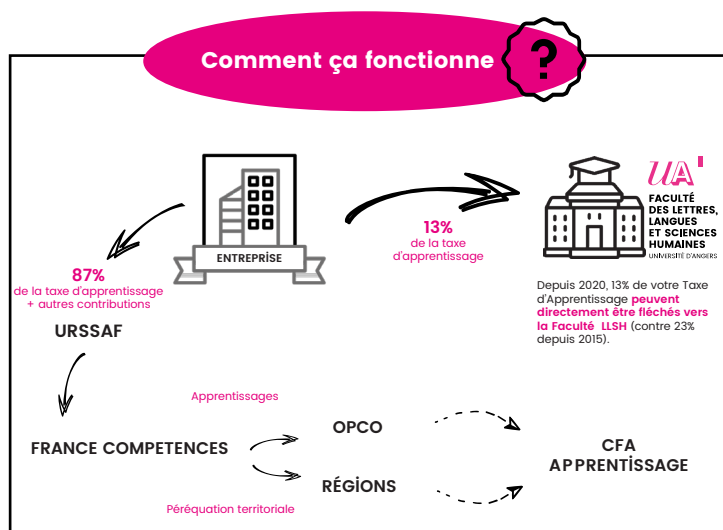 Comment ça fonctionne ?
ENTREPRISE
13%
de la taxe
d'apprentissage
UA'
FACULTÉ
DES LETTRES,
LANGUES
ET SCIENCES
HUMAINES
UNIVERSITÉ D'ANGERS
87%
de la taxe d'apprentissage
+ autres contributions
URSSAF
Depuis 2020, 13% de votre Taxe
d'Apprentissage peuvent
directement être fléchés vers
la Faculté LLSH (contre 23%
depuis 2015).
Apprentissages
FRANCE COMPETENCES
OPCO
RÉGIONS
CFA
APPRENTISSAGE
Péréquation territoriale